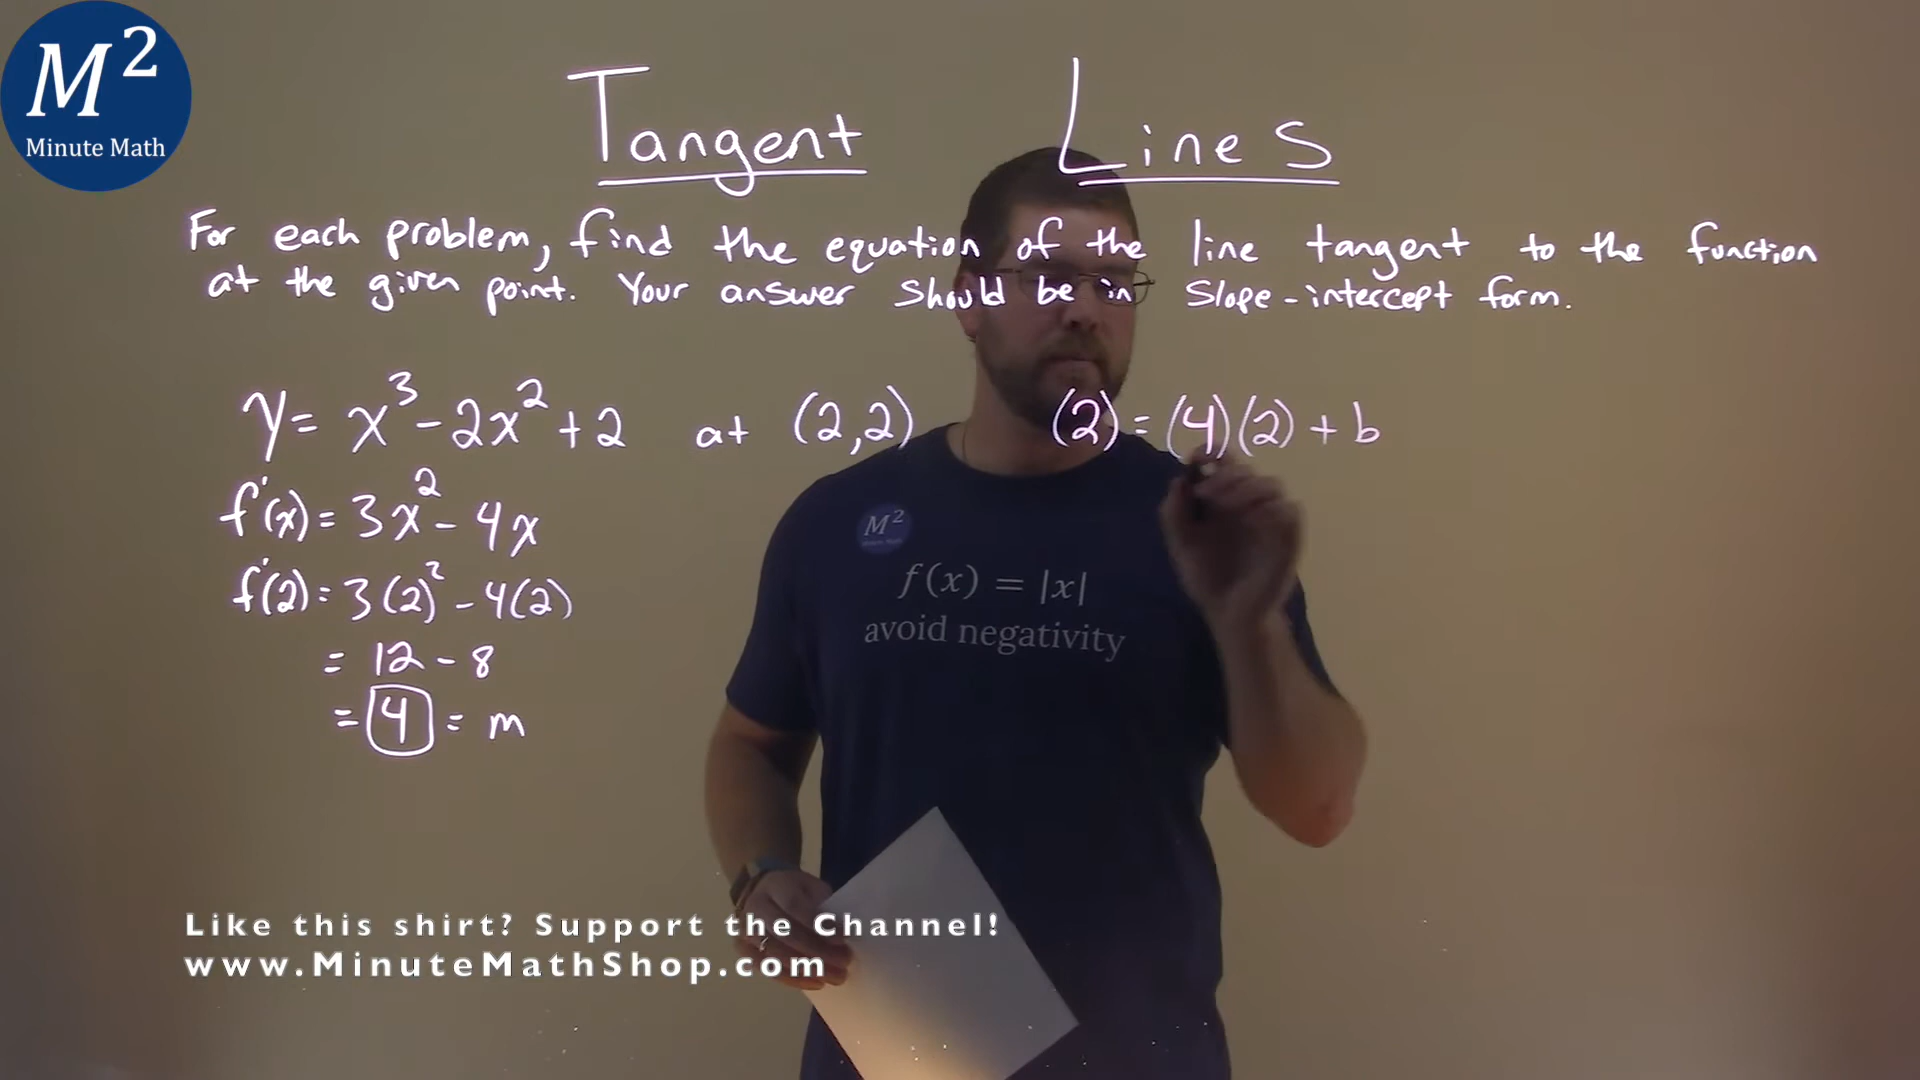 M²
Minute Math
Tangent Lines
For each problem, find the equation of the line tangent to the function
at the given point. Your answer should be in slope-intercept form.
y = x³ - 2x² + 2 at (2,2)
(2) = (4)(2) + b
f'(x) = 3x² - 4x
f'(2) = 3(2)² - 4(2)
= 12 - 8
= 4 = m
M²
Minute Math
f(x) = |x|
avoid negativity
Like this shirt? Support the Channel!
www.MinuteMathShop.com